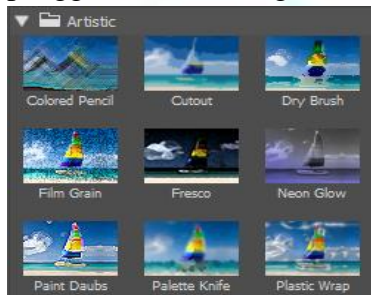 Artistic
Colored Pencil Cutout Dry Brush
Film Grain Fresco Neon Glow
Paint Daubs Palette Knife Plastic Wrap